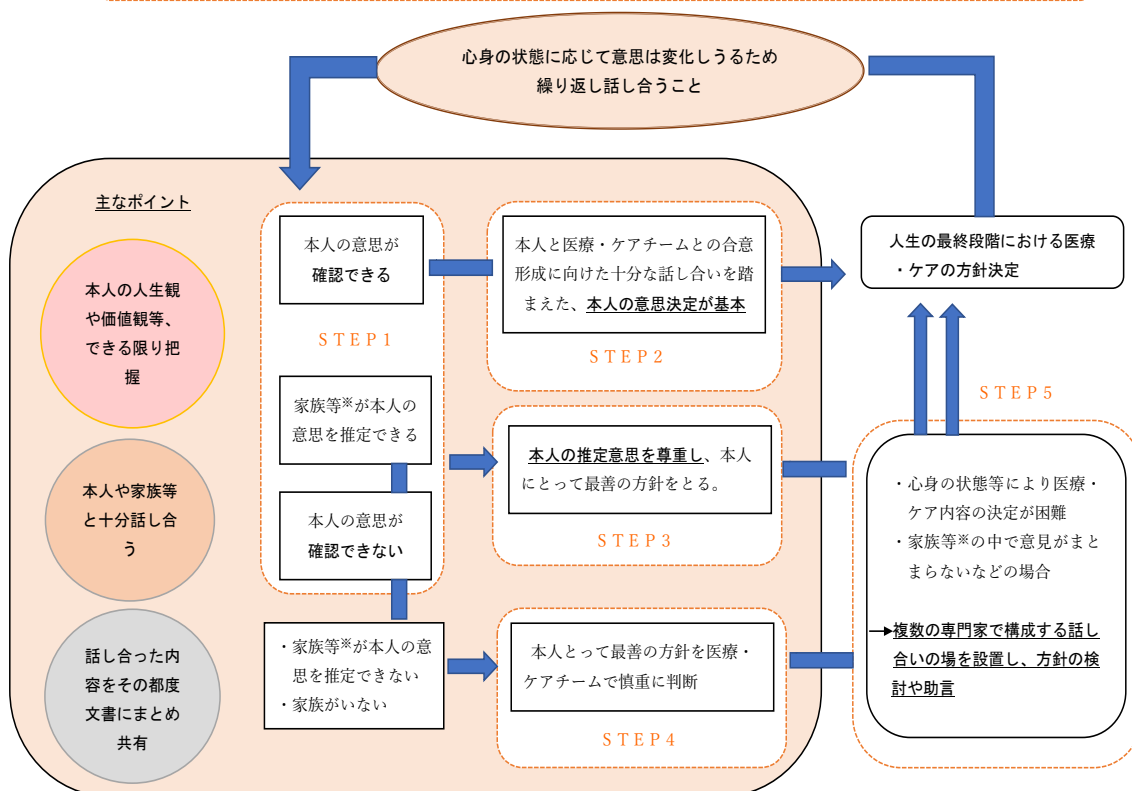 心身の状態に応じて意思は変化しうるため
繰り返し話し合うこと
主なポイント
本人の人生観
や価値観等、
できる限り把
握
本人や家族等
と十分話し合
う
話し合った内
容をその都度
文書にまとめ
共有
本人の意思が
確認できる
STEP1
家族等※が本人の
意思を推定できる
本人の意思が
確認できない
・家族等※が本人の意
思を推定できない
・家族がいない
本人と医療・ケアチームとの合意
形成に向けた十分な話し合いを踏
まえた、本人の意思決定が基本
STEP2
本人の推定意思を尊重し、本人
にとって最善の方針をとる。
STEP3
本人とって最善の方針を医療・
ケアチームで慎重に判断
STEP4
人生の最終段階における医療
・ケアの方針決定
STEP5
・心身の状態等により医療・
ケア内容の決定が困難
・家族等※の中で意見がまと
まらないなどの場合
→複数の専門家で構成する話し
合いの場を設置し、方針の検
討や助言